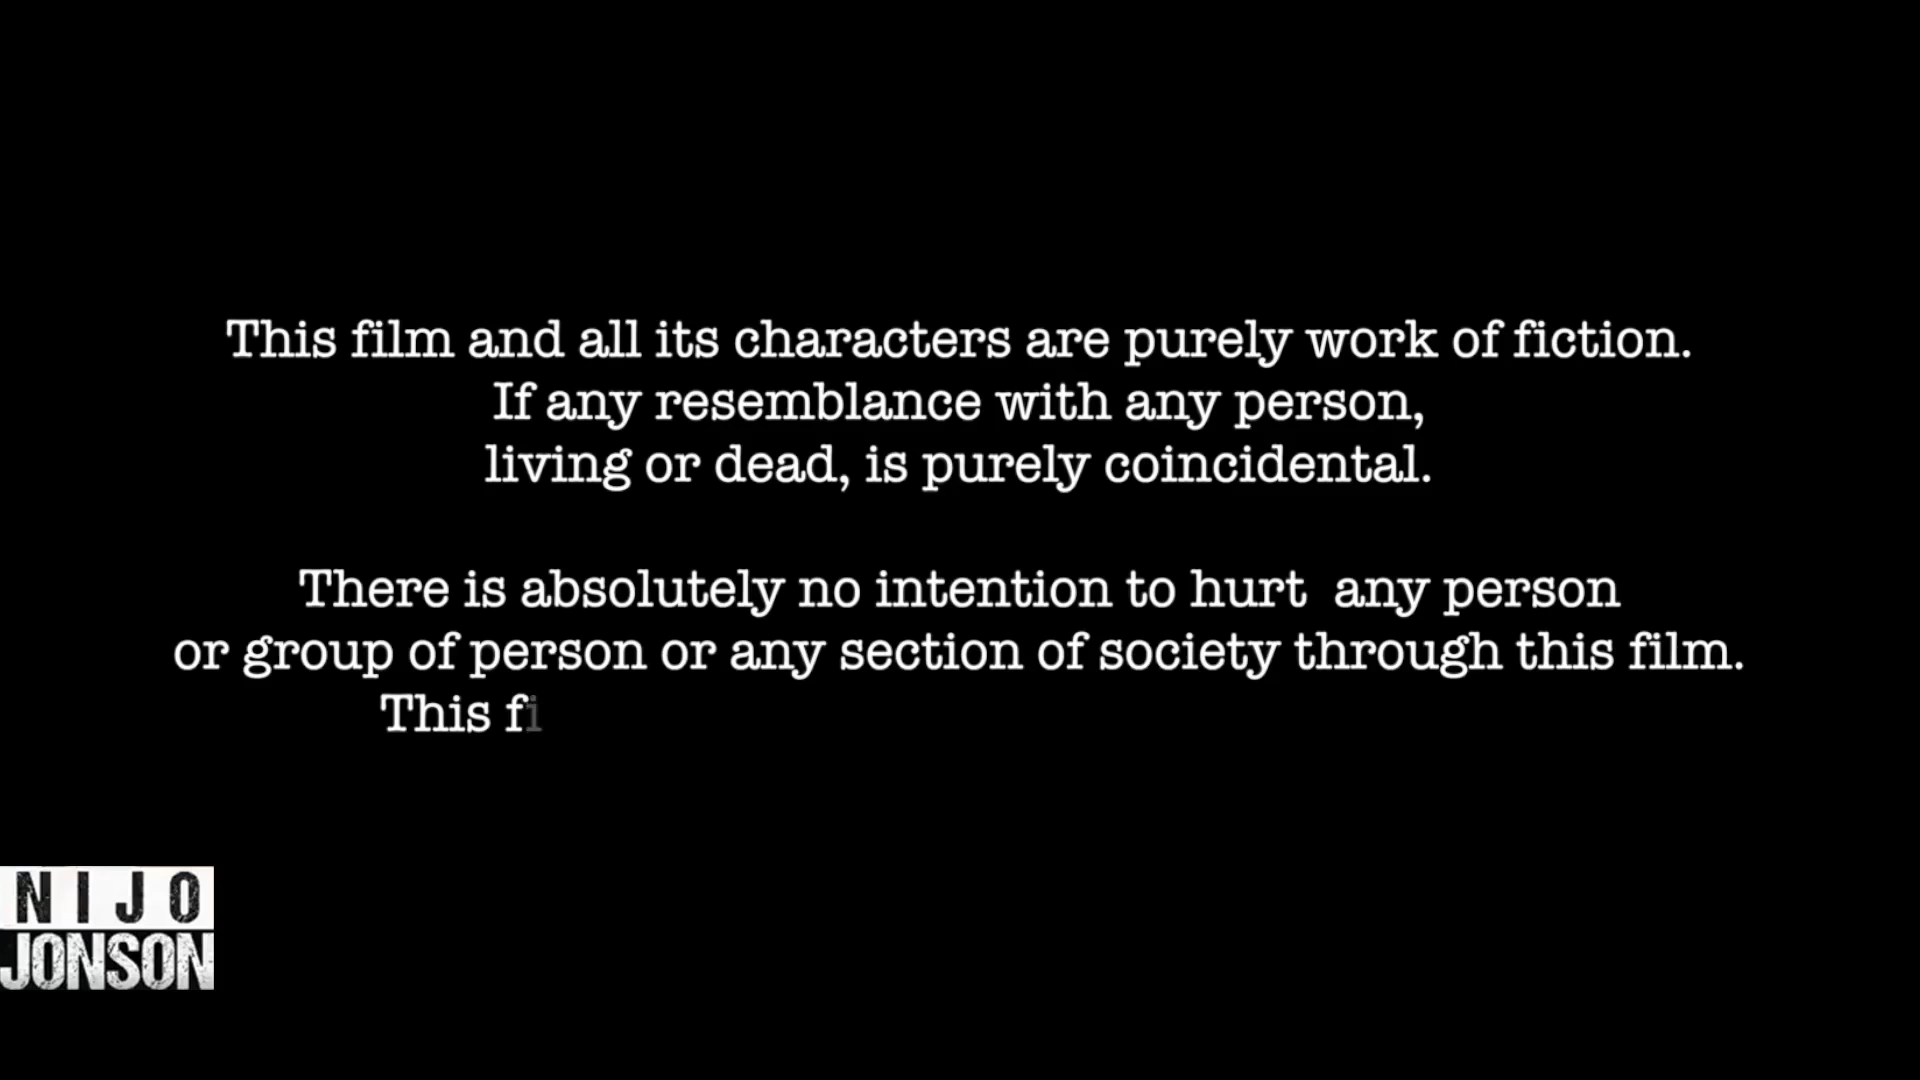 This film and all its characters are purely work of fiction.
If any resemblance with any person,
living or dead, is purely coincidental.
There is absolutely no intention to hurt  any person
or group of person or any section of society through this film.
This fi
NIJO
JONSON